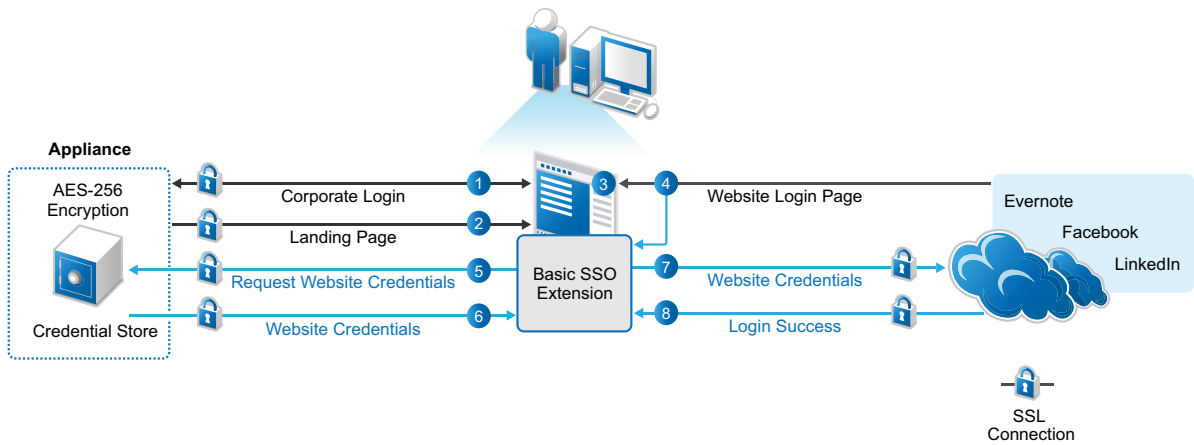 Appliance
AES-256
Encryption
Credential Store
1
Corporate Login
2
Landing Page
5
Request Website Credentials
6
Website Credentials
3
4
Website Login Page
Basic SSO
Extension
7
Website Credentials
8
Login Success
Evernote
Facebook
LinkedIn
SSL
Connection